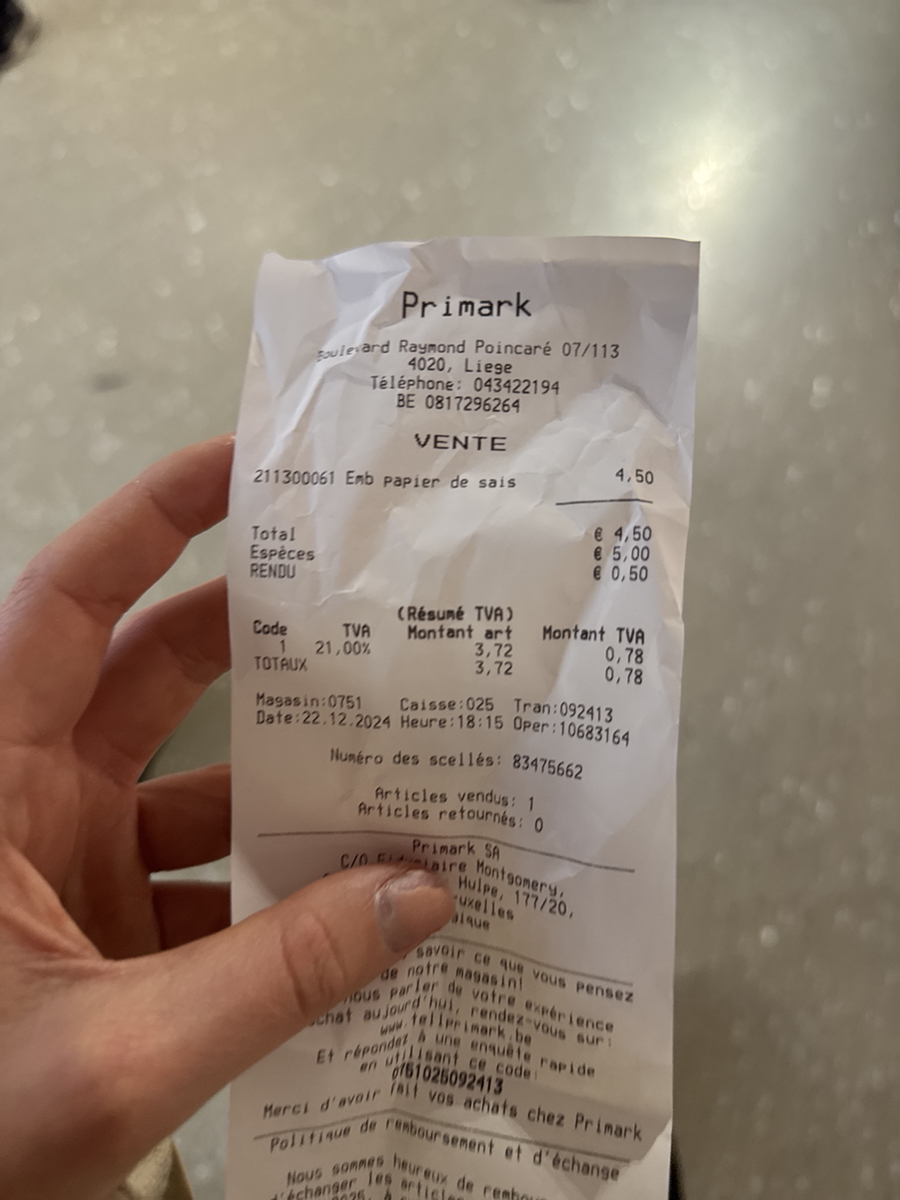 Primark
Boulevard Raymond Poincaré 07/113
4020, Liege
Téléphone: 043422194
BE 0817296264
VENTE
211300061 Emb papier de sais 4,50
Total € 4,50
Espèces € 5,00
RENDU € 0,50
(Résumé TVA)
Code TVA Montant art Montant TVA
1 21,00% 3,72 0,78
TOTAUX 3,72 0,78
Magasin:0751 Caisse:025 Tran:092413
Date:22.12.2024 Heure:18:15 Oper:10683164
Numéro des scellés: 83475662
Articles vendus: 1
Articles retournés: 0
Primark SA
C/O Montgomery,
Hulpe, 177/20,
savoir ce que vous pensez
de notre magasin!
nous parler de votre expérience
aujourd'hui, rendez-vous sur:
www.tellprimark.be
Et répondez à une enquête rapide
en utilisant ce code:
Merci d'avoir fait vos achats chez Primark
Politique de remboursement et d'échange
Nous sommes heureux de
d'échanger les